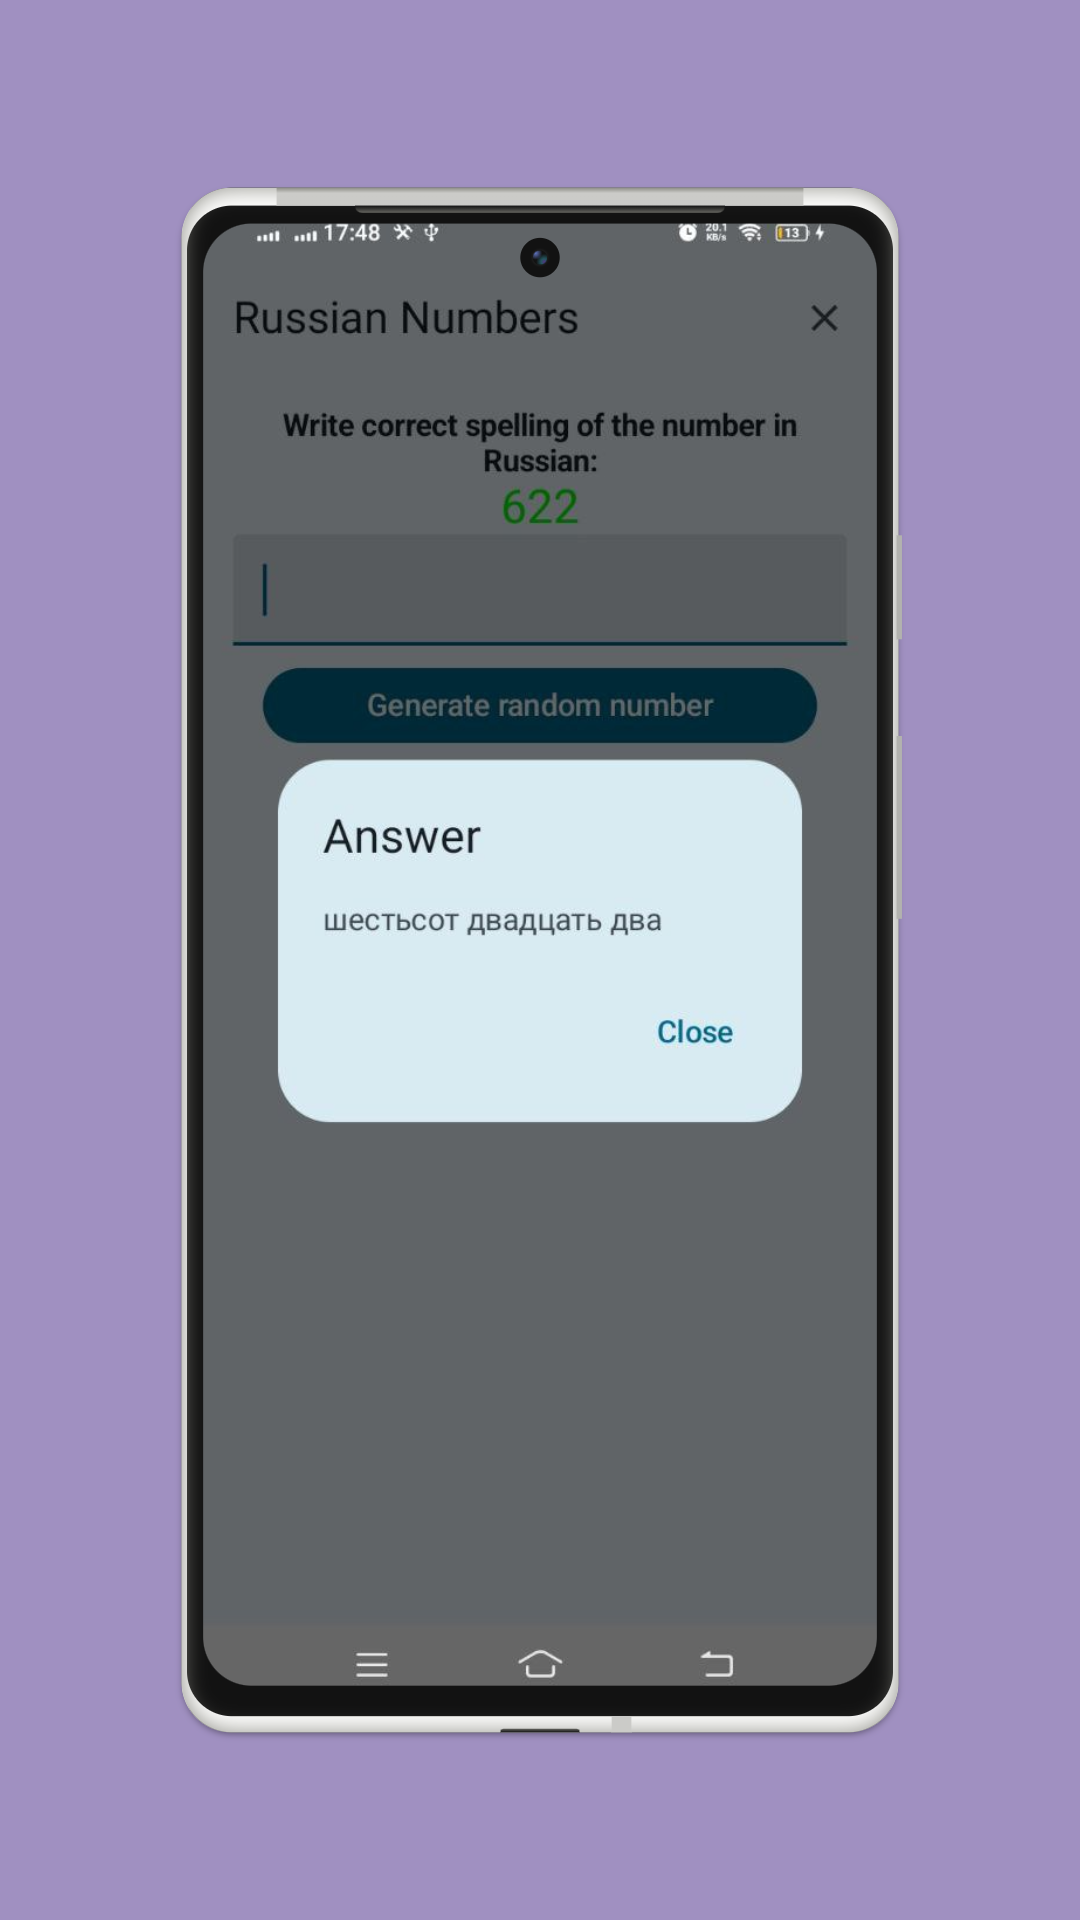 17:48 20.1 KB/s 13
Russian Numbers
Write correct spelling of the number in
Russian:
622
Generate random number
Answer
шестьсот двадцать два
Close